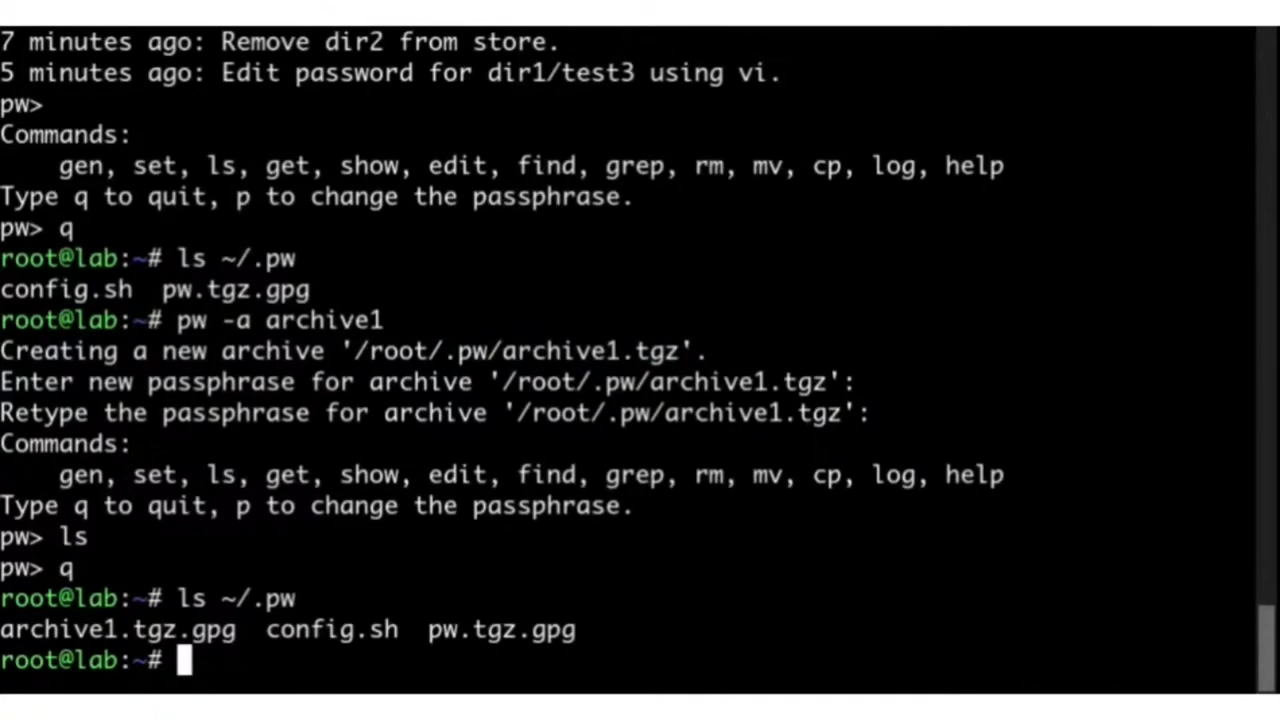 7 minutes ago: Remove dir2 from store.
5 minutes ago: Edit password for dir1/test3 using vi.
pw>
Commands:
    gen, set, ls, get, show, edit, find, grep, rm, mv, cp, log, help
Type q to quit, p to change the passphrase.
pw> q
root@lab:~# ls ~/.pw
config.sh  pw.tgz.gpg
root@lab:~# pw -a archive1
Creating a new archive '/root/.pw/archive1.tgz'.
Enter new passphrase for archive '/root/.pw/archive1.tgz':
Retype the passphrase for archive '/root/.pw/archive1.tgz':
Commands:
    gen, set, ls, get, show, edit, find, grep, rm, mv, cp, log, help
Type q to quit, p to change the passphrase.
pw> ls
pw> q
root@lab:~# ls ~/.pw
archive1.tgz.gpg  config.sh  pw.tgz.gpg
root@lab:~#